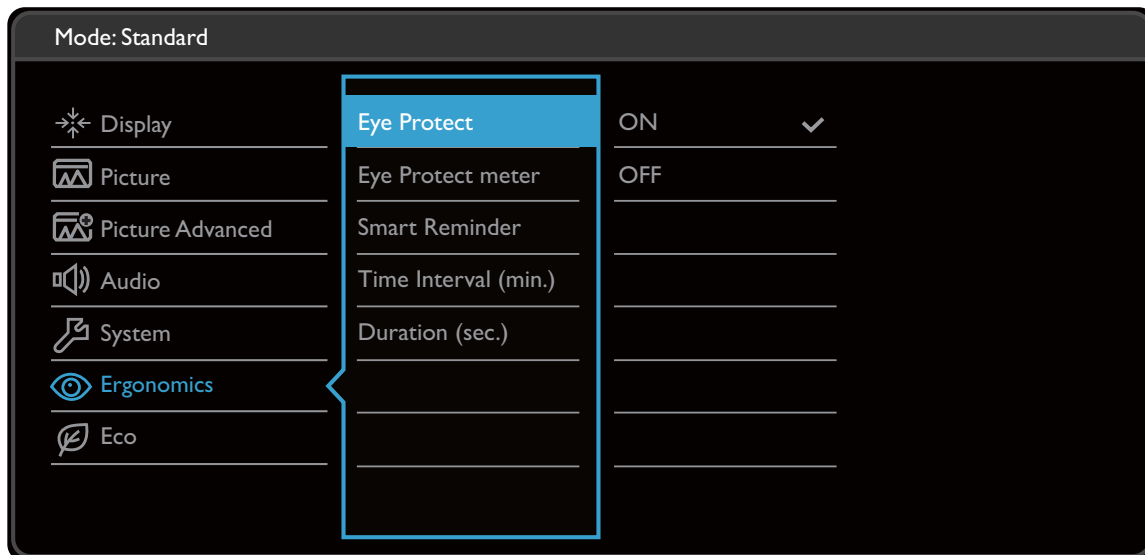 Mode: Standard
Display
Picture
Picture Advanced
Audio
System
Ergonomics
Eco
Eye Protect
Eye Protect meter
Smart Reminder
Time Interval (min.)
Duration (sec.)
ON
OFF